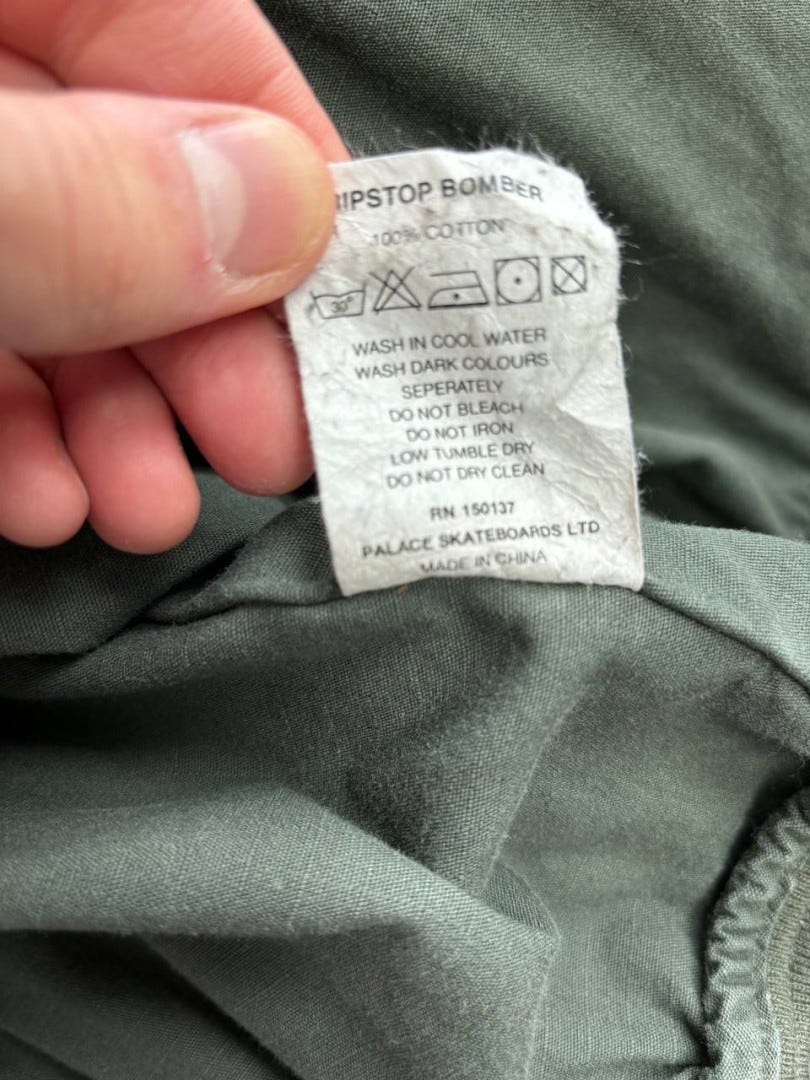 RIPSTOP BOMBER
100% COTTON
30°
WASH IN COOL WATER
WASH DARK COLOURS
SEPERATELY
DO NOT BLEACH
DO NOT IRON
LOW TUMBLE DRY
DO NOT DRY CLEAN
RN 150137
PALACE SKATEBOARDS LTD
MADE IN CHINA